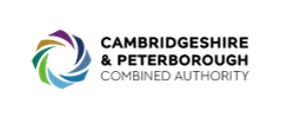 CAMBRIDGESHIRE
& PETERBOROUGH
COMBINED AUTHORITY